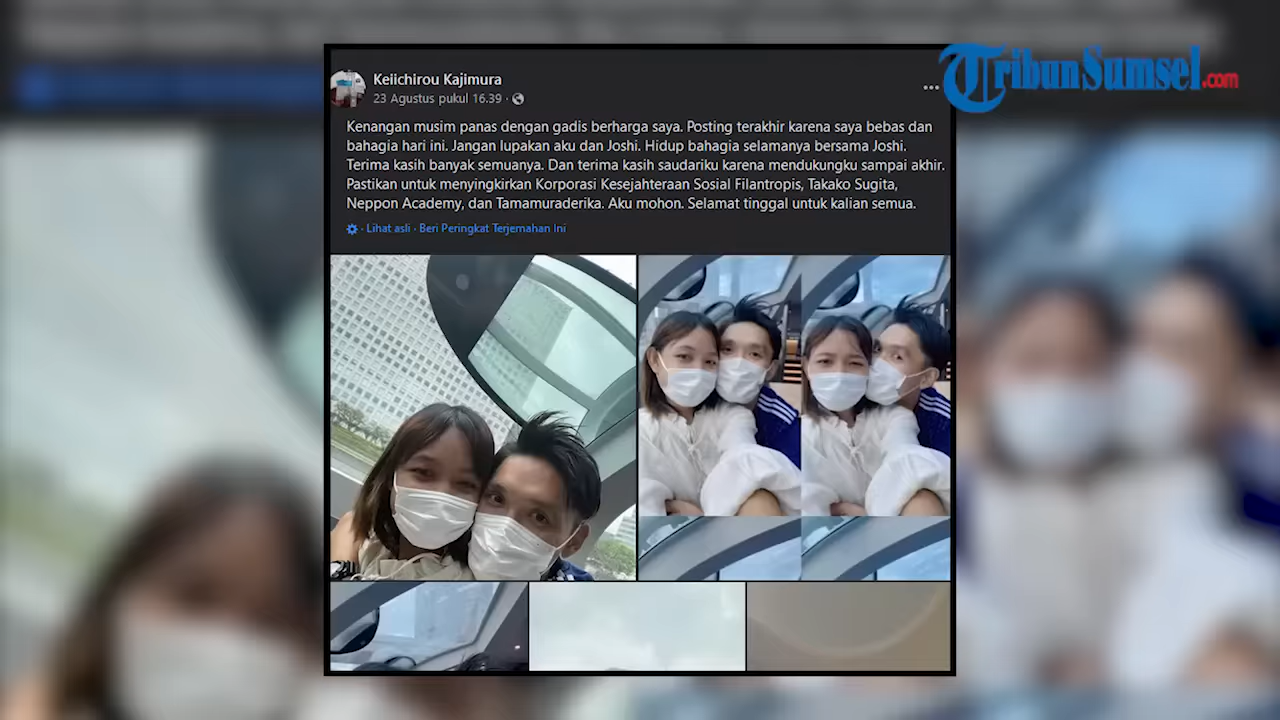 TribunSumsel.com
Keiichirou Kajimura
23 Agustus pukul 16.39 ·
Kenangan musim panas dengan gadis berharga saya. Posting terakhir karena saya bebas dan
bahagia hari ini. Jangan lupakan aku dan Joshi. Hidup bahagia selamanya bersama Joshi.
Terima kasih banyak semuanya. Dan terima kasih saudariku karena mendukungku sampai akhir.
Pastikan untuk menyingkirkan Korporasi Kesejahteraan Sosial Filantropis, Takako Sugita,
Neppon Academy, dan Tamamuraderika. Aku mohon. Selamat tinggal untuk kalian semua.
· Lihat asli · Beri Peringkat Terjemahan Ini